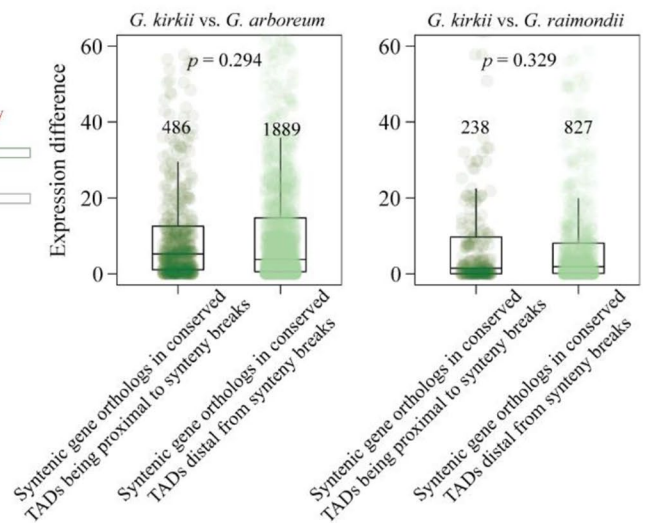 G. kirkii vs. G. arboreum
G. kirkii vs. G. raimondii
Expression difference
60
40
20
0
p = 0.294
486
1889
60
40
20
0
p = 0.329
238
827
Syntenic gene orthologs in conserved
TADs being proximal to synteny breaks
Syntenic gene orthologs in conserved
TADs distal from synteny breaks
Syntenic gene orthologs in conserved
TADs being proximal to synteny breaks
Syntenic gene orthologs in conserved
TADs distal from synteny breaks